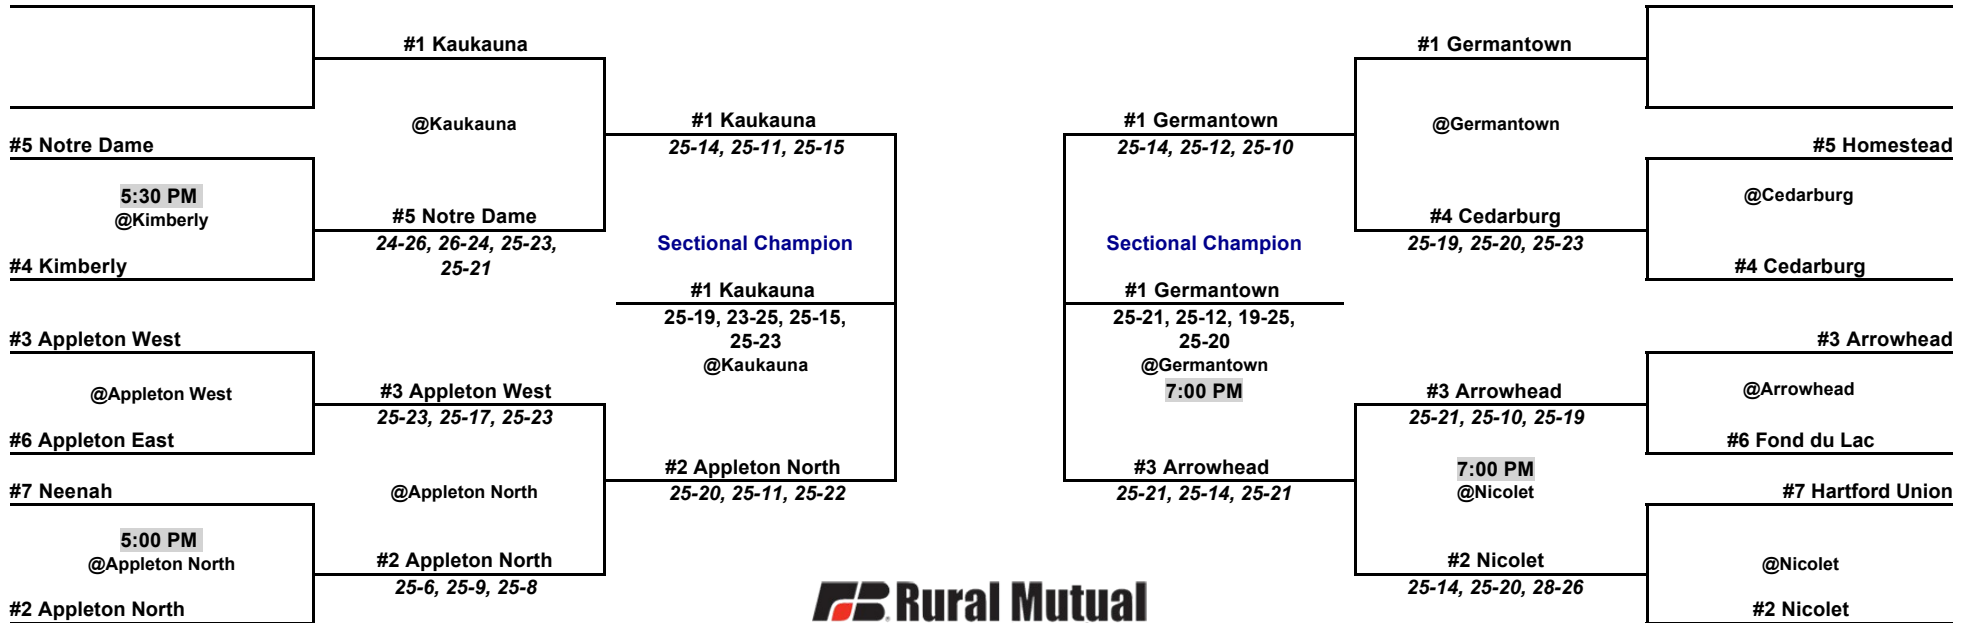 #1 Kaukauna
@Kaukauna
#5 Notre Dame
5:30 PM
@Kimberly
#4 Kimberly
#5 Notre Dame
24-26, 26-24, 25-23,
25-21
#1 Kaukauna
25-14, 25-11, 25-15
Sectional Champion
#1 Kaukauna
25-19, 23-25, 25-15,
25-23
@Kaukauna
#3 Appleton West
@Appleton West
#6 Appleton East
#3 Appleton West
25-23, 25-17, 25-23
@Appleton North
#7 Neenah
5:00 PM
@Appleton North
#2 Appleton North
#2 Appleton North
25-6, 25-9, 25-8
#2 Appleton North
25-20, 25-11, 25-22
#1 Germantown
@Germantown
#1 Germantown
25-14, 25-12, 25-10
Sectional Champion
#1 Germantown
25-21, 25-12, 19-25,
25-20
@Germantown
7:00 PM
#5 Homestead
@Cedarburg
#4 Cedarburg
#4 Cedarburg
25-19, 25-20, 25-23
#3 Arrowhead
@Arrowhead
#6 Fond du Lac
#3 Arrowhead
25-21, 25-10, 25-19
7:00 PM
@Nicolet
#3 Arrowhead
25-21, 25-14, 25-21
#7 Hartford Union
@Nicolet
#2 Nicolet
#2 Nicolet
25-14, 25-20, 28-26
Rural Mutual